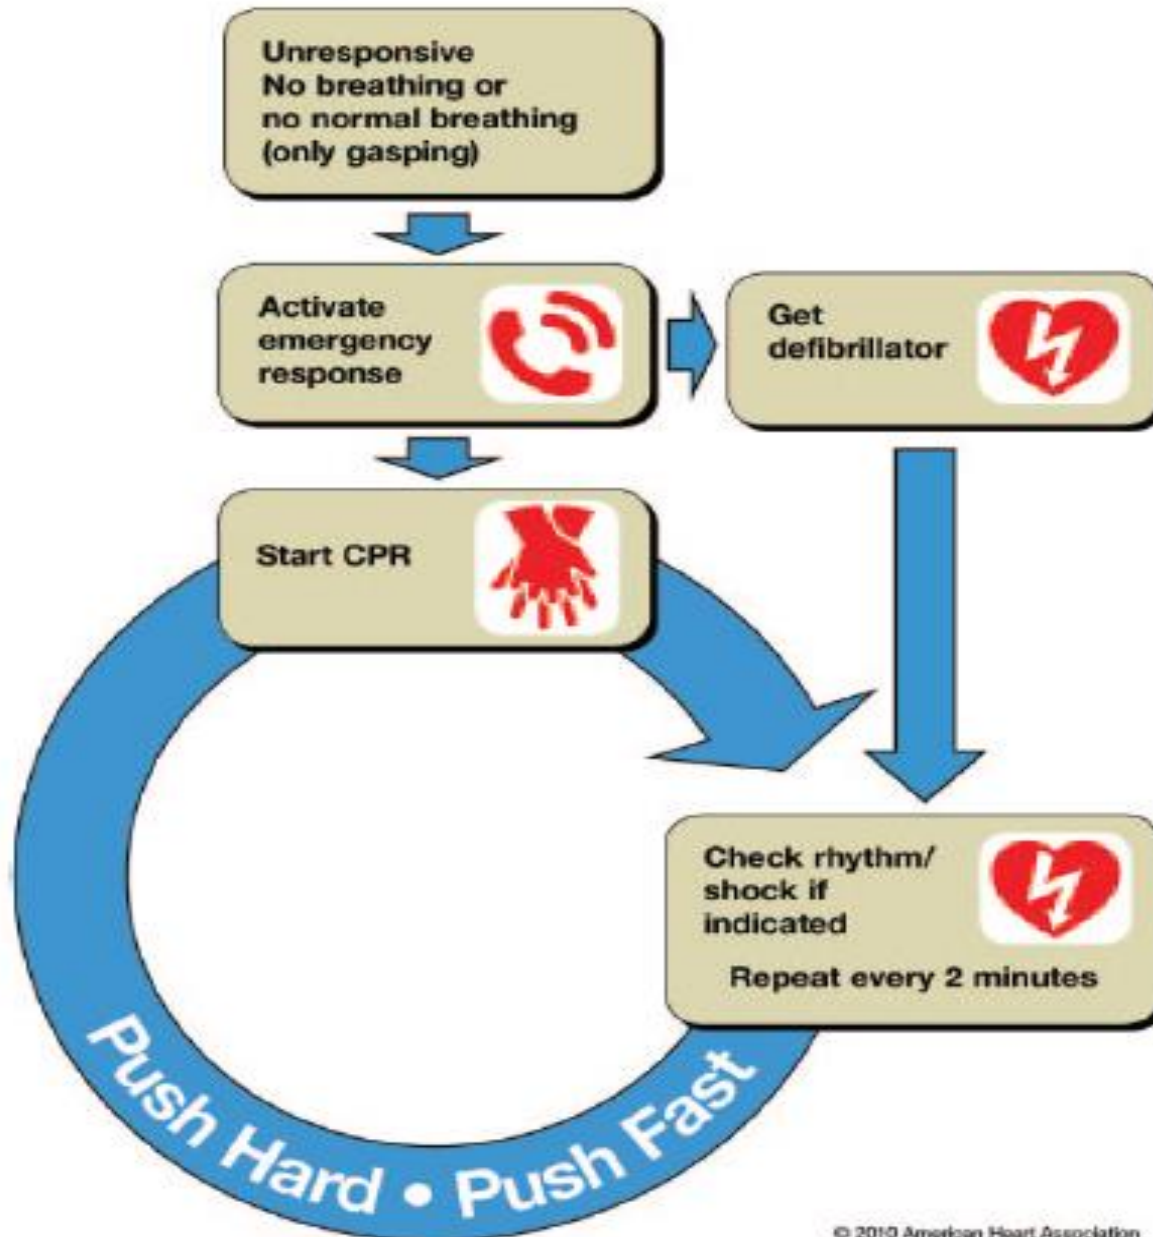 Unresponsive
No breathing or
no normal breathing
(only gasping)
Activate
emergency
response
Get
defibrillator
Start CPR
Check rhythm/
shock if
indicated
Repeat every 2 minutes
Push Hard • Push Fast
© 2010 American Heart Association